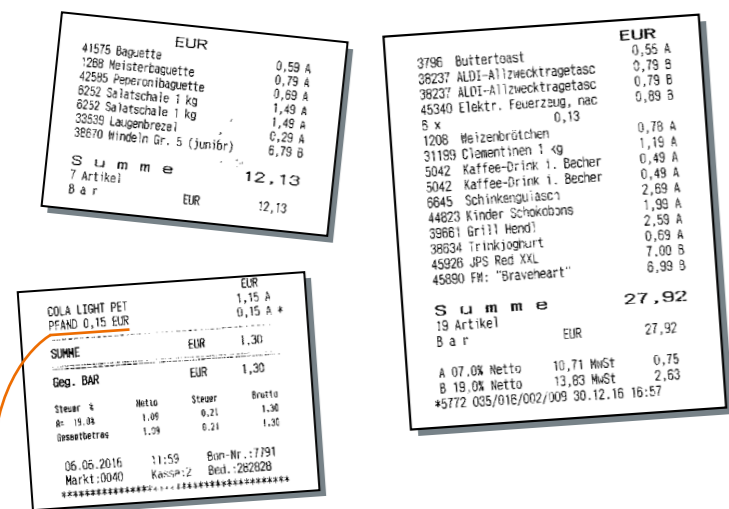 EUR
41575 Baguette 0,59 A
1288 Meisterbaguette 0,79 A
42585 Peperonibaguette 0,69 A
6252 Salatschale 1 kg 1,49 A
6252 Salatschale 1 kg 1,49 A
33539 Laugenbrezel 0,29 A
38670 Windeln Gr. 5 (junior) 6,79 B
Summe 12,13
7 Artikel
Bar EUR 12,13
EUR
COLA LIGHT PET 1,15 A
PFAND 0,15 EUR 0,15 A *
SUMME EUR 1,30
Geg. BAR EUR 1,30
Steuer % Netto Steuer Brutto
A= 19.0% 1.09 0.21 1.30
Gesamtbetrag 1.09 0.21 1.30
06.06.2016 11:59 Bon-Nr.:7791
Markt:0040 Kasse:2 Bed.:282828
EUR
3796 Buttertoast 0,55 A
38237 ALDI-Allzwecktragetasc 0,79 B
38237 ALDI-Allzwecktragetasc 0,79 B
45340 Elektr. Feuerzeug, nac 0,89 B
6 x 0,13
1208 Weizenbrötchen 0,78 A
31199 Clementinen 1 kg 1,19 A
5042 Kaffee-Drink i. Becher 0,49 A
5042 Kaffee-Drink i. Becher 0,49 A
6645 Schinkengulasch 2,69 A
44823 Kinder Schokobons 1,99 A
39661 Grill Hendl 2,59 A
38634 Trinkjoghurt 0,69 A
45926 JPS Red XXL 7,00 B
45890 FM: "Braveheart" 6,99 B
Summe 27,92
19 Artikel
Bar EUR 27,92
A 07,0% Netto 10,71 MwSt 0,75
B 19,0% Netto 13,83 MwSt 2,63
*5772 035/016/002/009 30.12.16 16:57